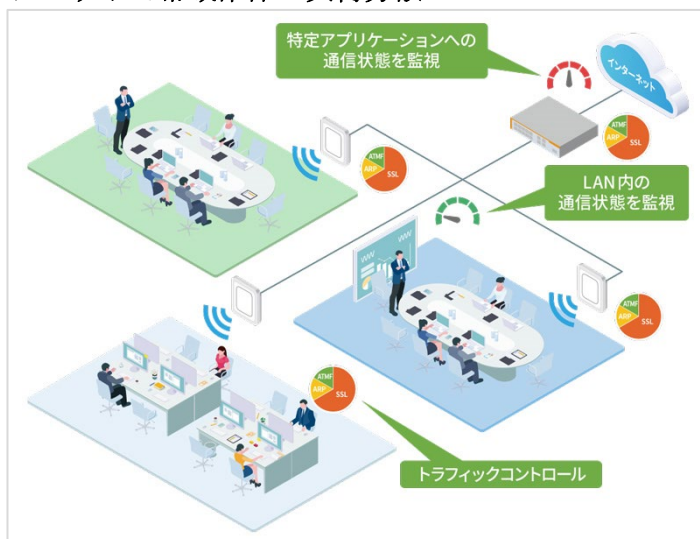 特定アプリケーションへの
通信状態を監視
インターネット
ATMF
ARP
SSL
ATMF
ARP
SSL
LAN内の
通信状態を監視
WW
WW
ATMF
ARP
SSL
ATMF
ARP
SSL
トラフィックコントロール